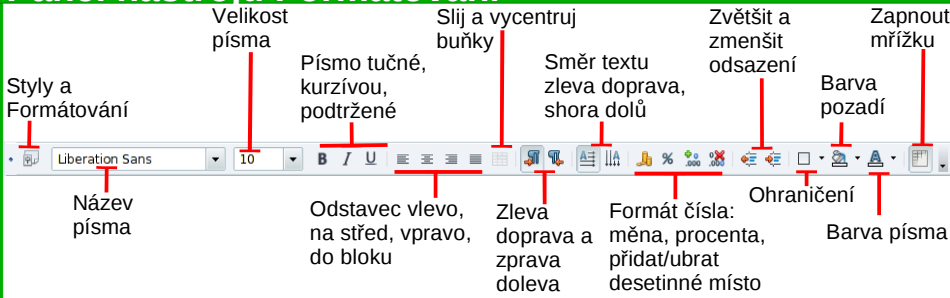 Velikost
písma
Slij a vycentruj
buňky
Zvětšit a
zmenšit
odsazení
Zapnout
mřížku
Písmo tučné,
kurzívou,
podtržené
Směr textu
zleva doprava,
shora dolů
Styly a
Formátování
Barva
pozadí
Liberation Sans
10
B I U
% .000 .000
A
Název
písma
Odstavec vlevo,
na střed, vpravo,
do bloku
Zleva
doprava a
zprava
doleva
Formát čísla:
měna, procenta,
přidat/ubrat
desetinné místo
Ohraničení
Barva písma